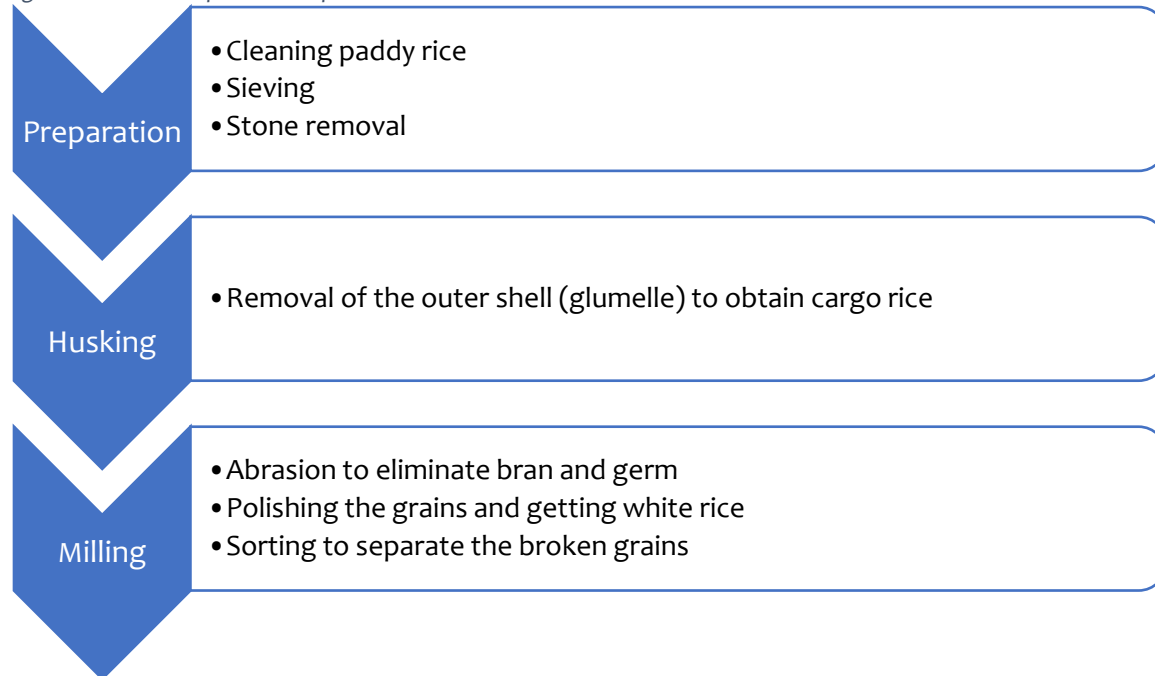 Preparation
• Cleaning paddy rice
• Sieving
• Stone removal
Husking
• Removal of the outer shell (glumelle) to obtain cargo rice
Milling
• Abrasion to eliminate bran and germ
• Polishing the grains and getting white rice
• Sorting to separate the broken grains